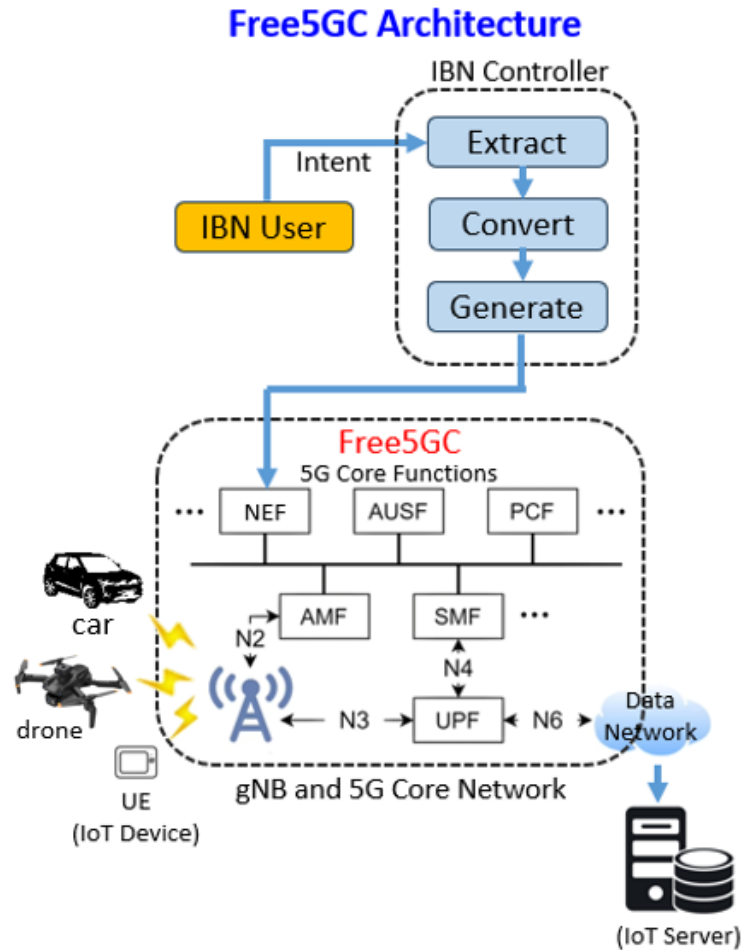 Free5GC Architecture
IBN Controller
Extract
Intent
IBN User
Convert
Generate
Free5GC
5G Core Functions
... NEF AUSF PCF ...
car
AMF SMF ...
N2
N4
drone
N3 UPF N6
Data
Network
UE
(IoT Device)
gNB and 5G Core Network
(IoT Server)